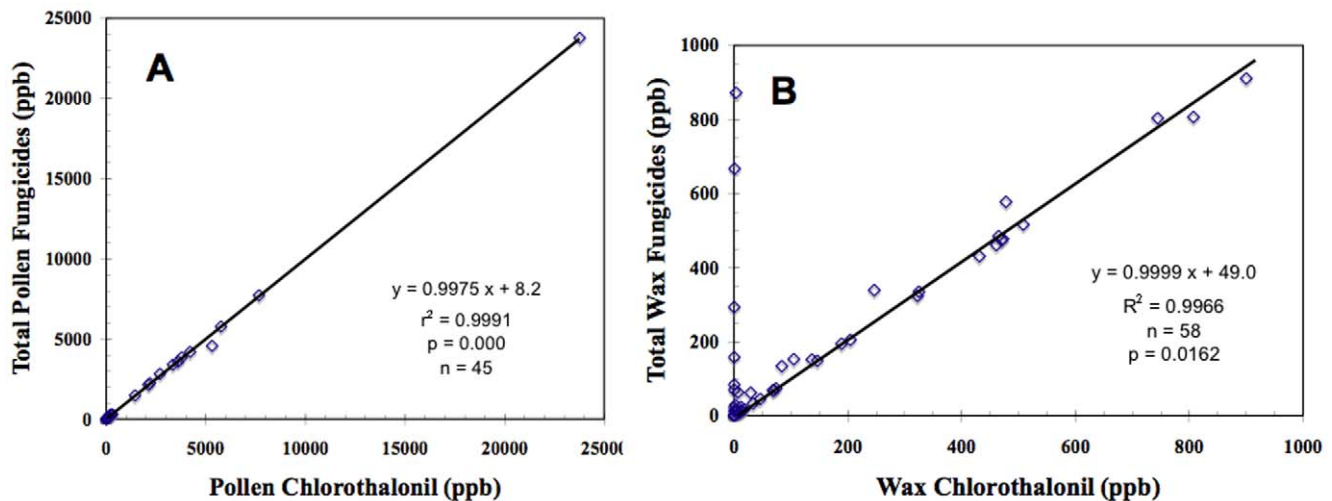 A
Total Pollen Fungicides (ppb)
25000
20000
15000
10000
5000
0
y = 0.9975 x + 8.2
r² = 0.9991
p = 0.000
n = 45
0 5000 10000 15000 20000 25000
Pollen Chlorothalonil (ppb)
B
Total Wax Fungicides (ppb)
1000
800
600
400
200
0
y = 0.9999 x + 49.0
R² = 0.9966
n = 58
p = 0.0162
0 200 400 600 800 1000
Wax Chlorothalonil (ppb)